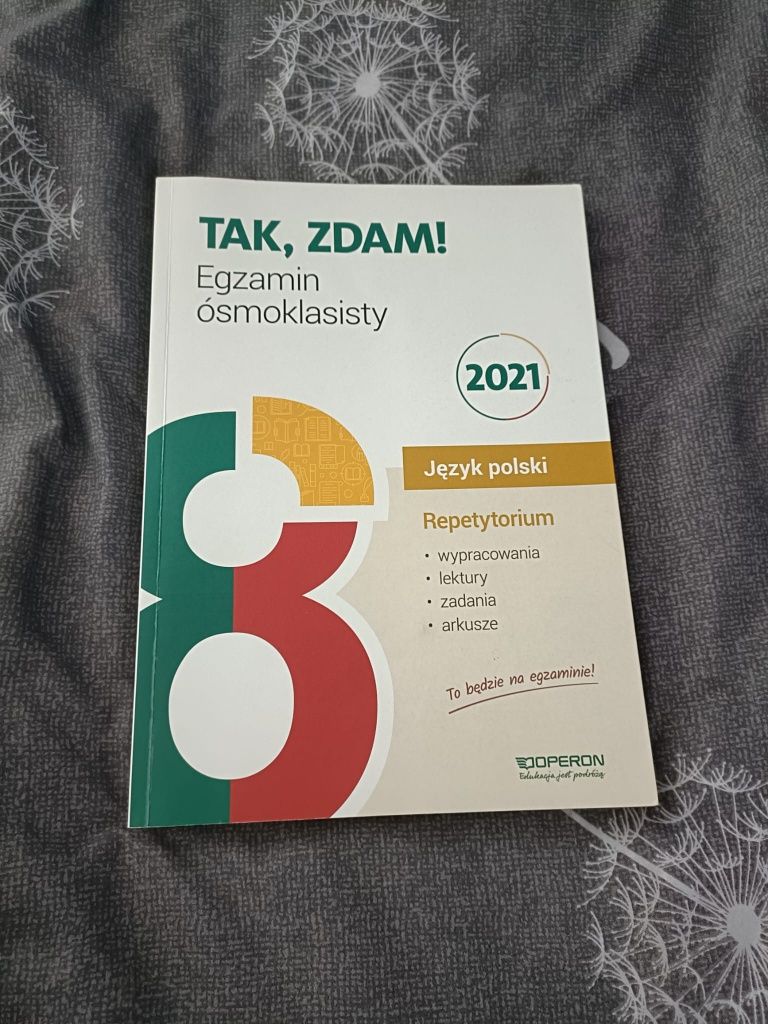 TAK, ZDAM!
Egzamin
ósmoklasisty
2021
Język polski
Repetytorium
• wypracowania
• lektury
• zadania
• arkusze
To będzie na egzaminie!
OPERON
Edukacja jest podróżą